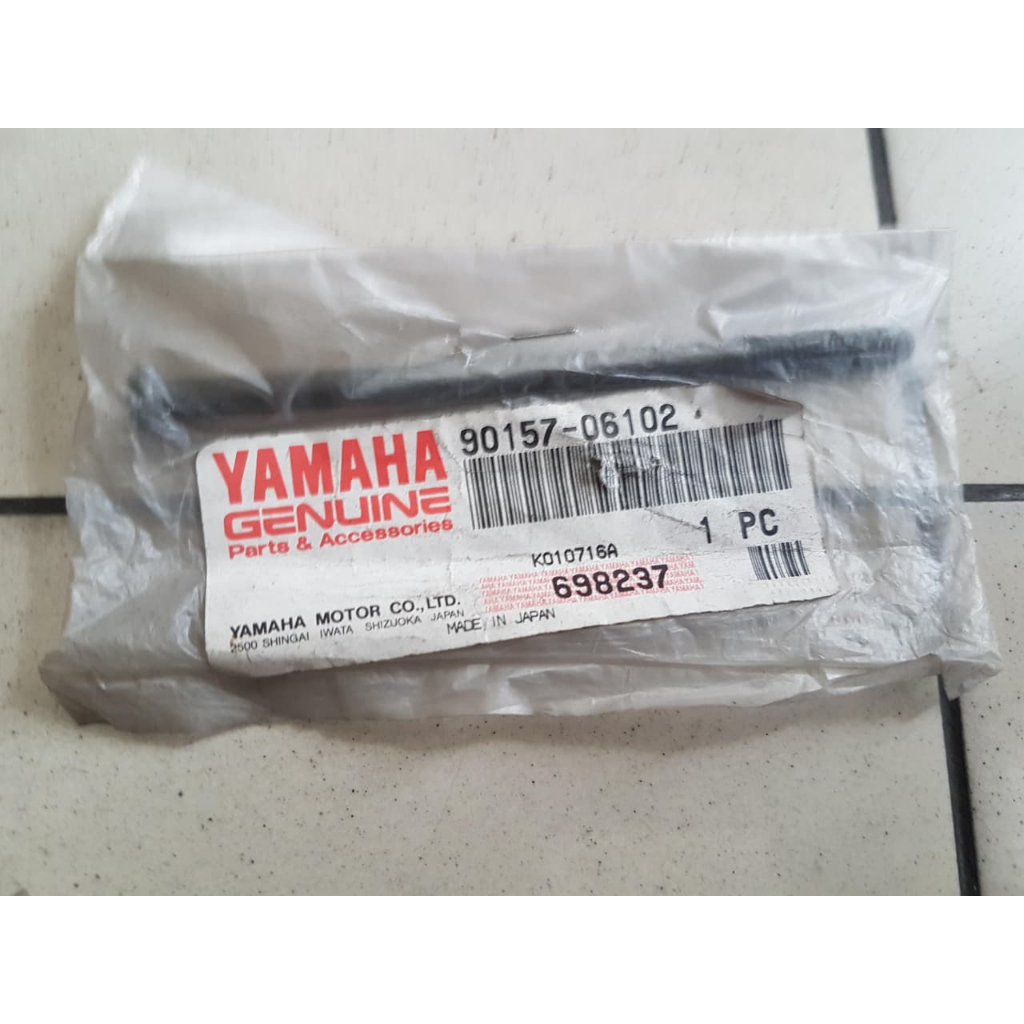 YAMAHA
GENUINE
Parts & Accessories
90157-06102
1 PC
K010716A
698237
YAMAHA MOTOR CO.,LTD.
2500 SHINGAI IWATA SHIZUOKA JAPAN
MADE IN JAPAN